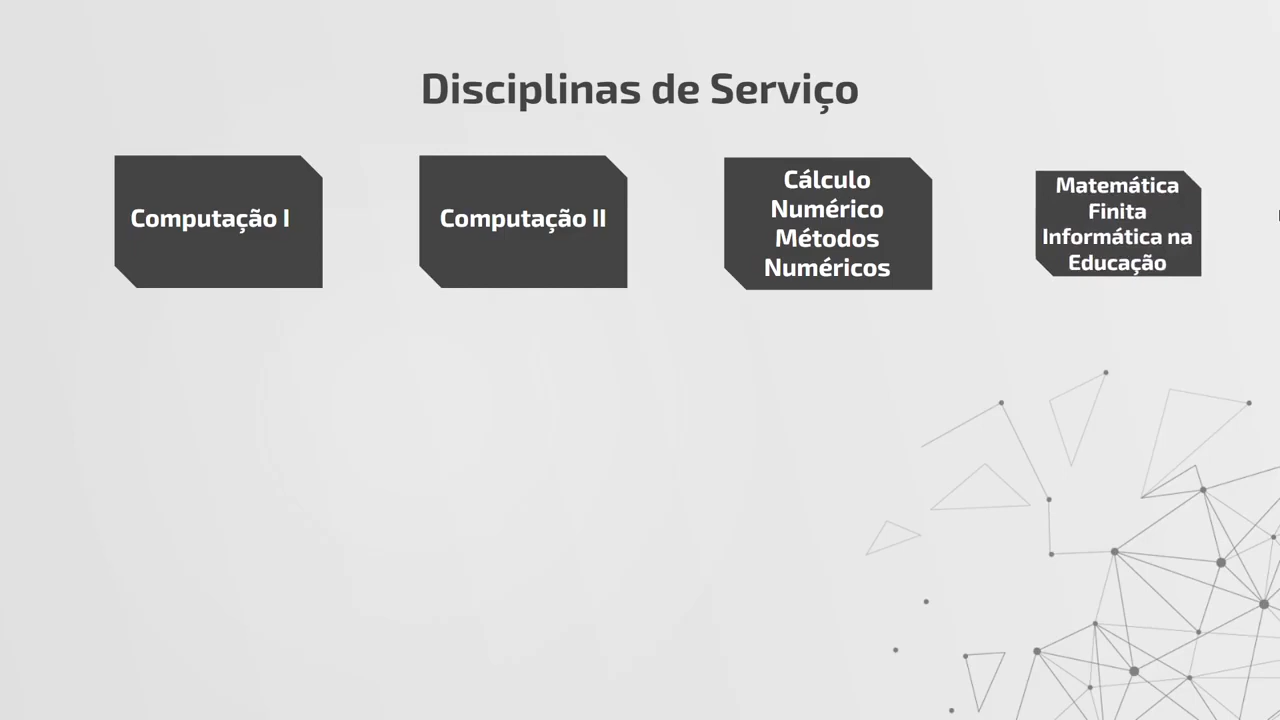 Disciplinas de Serviço
Computação I
Computação II
Cálculo
Numérico
Métodos
Numéricos
Matemática
Finita
Informática na
Educação